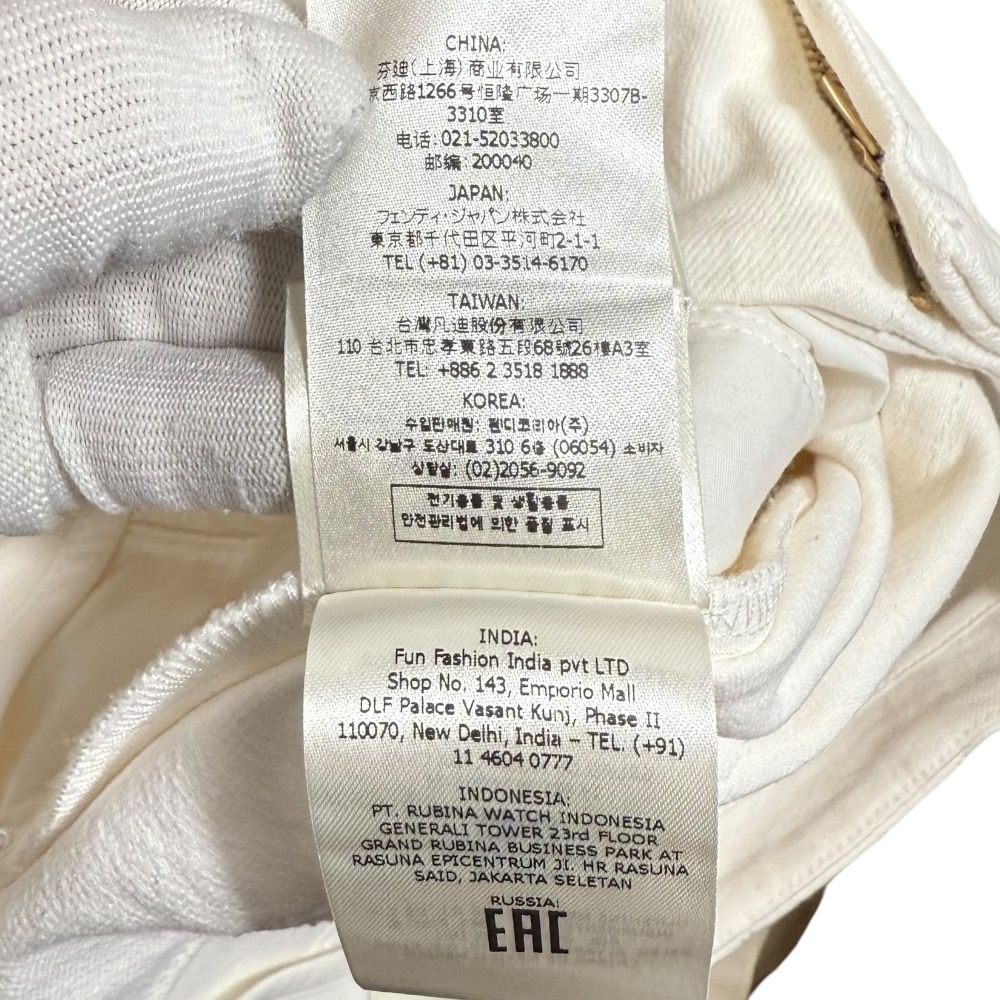 CHINA:
芬迪(上海)商业有限公司
京西路1266号恒隆广场一期3307B-
3310室
电话: 021-52033800
邮编: 200040
JAPAN:
フェンディ・ジャパン株式会社
東京都千代田区平河町2-1-1
TEL (+81) 03-3514-6170
TAIWAN:
台灣凡迪股份有限公司
110 台北市忠孝東路五段68號26樓A3室
TEL: +886 2 3518 1888
KOREA:
수입판매원: 펜디코리아(주)
서울시 강남구 도산대로 310 6층 (06054) 소비자
상담실: (02)2056-9092
전기용품 및 생활용품
안전관리법에 의한 품질 표시
INDIA:
Fun Fashion India pvt LTD
Shop No. 143, Emporio Mall
DLF Palace Vasant Kunj, Phase II
110070, New Delhi, India – TEL. (+91)
11 4604 0777
INDONESIA:
PT. RUBINA WATCH INDONESIA
GENERALI TOWER 23rd FLOOR
GRAND RUBINA BUSINESS PARK AT
RASUNA EPICENTRUM JI. HR RASUNA
SAID, JAKARTA SELETAN
RUSSIA:
EAC